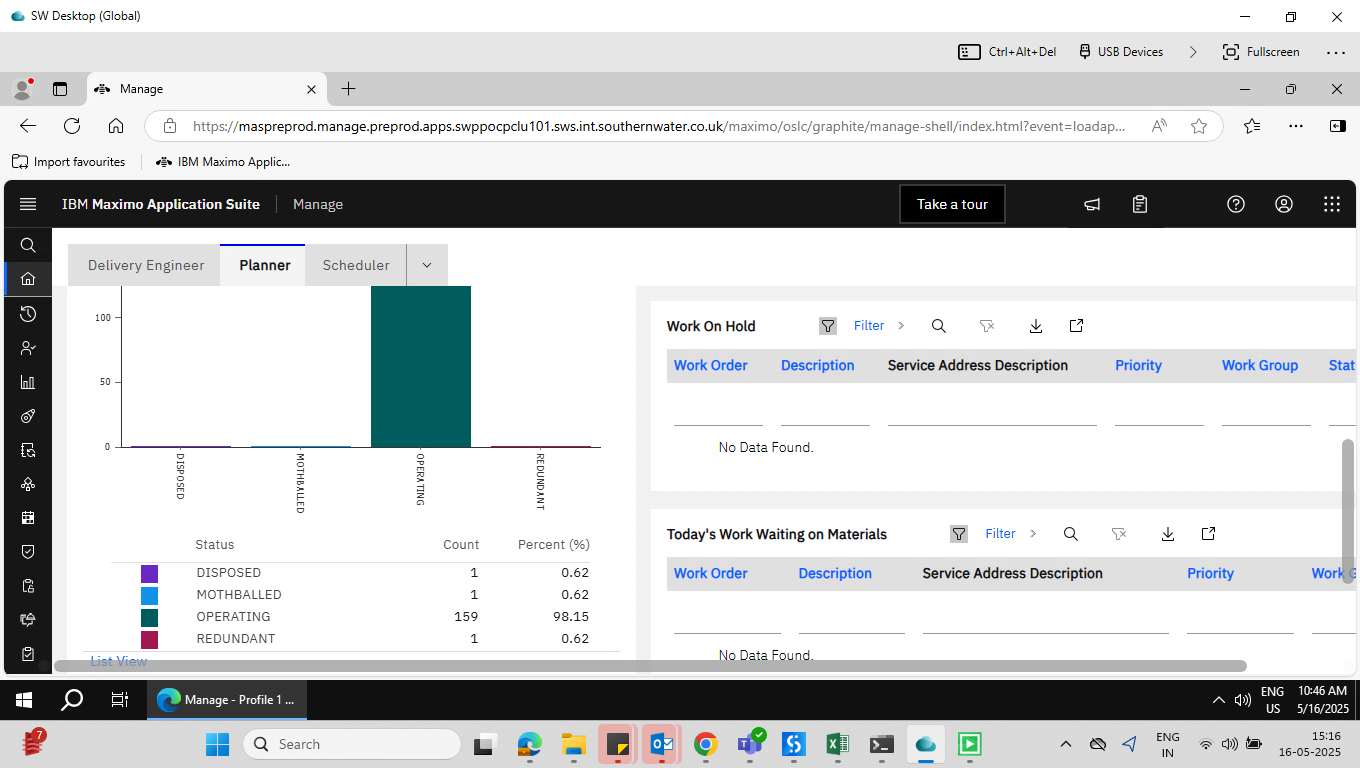 SW Desktop (Global)
Ctrl+Alt+Del
USB Devices
Fullscreen
Manage
https://maspreprod.manage.preprod.apps.swppocpclu101.sws.int.southernwater.co.uk/maximo/oslc/graphite/manage-shell/index.html?event=loadap...
Import favourites
IBM Maximo Applic...
IBM Maximo Application Suite
Manage
Take a tour
Delivery Engineer
Planner
Scheduler
100
50
0
DISPOSED
MOTHBALLED
OPERATING
REDUNDANT
Status Count Percent (%)
DISPOSED 1 0.62
MOTHBALLED 1 0.62
OPERATING 159 98.15
REDUNDANT 1 0.62
List View
Work On Hold
Filter
Work Order Description Service Address Description Priority Work Group Stat
No Data Found.
Today's Work Waiting on Materials
Filter
Work Order Description Service Address Description Priority Work G
No Data Found.
Manage - Profile 1 ...
ENG
US
10:46 AM
5/16/2025
7
Search
ENG
IN
15:16
16-05-2025